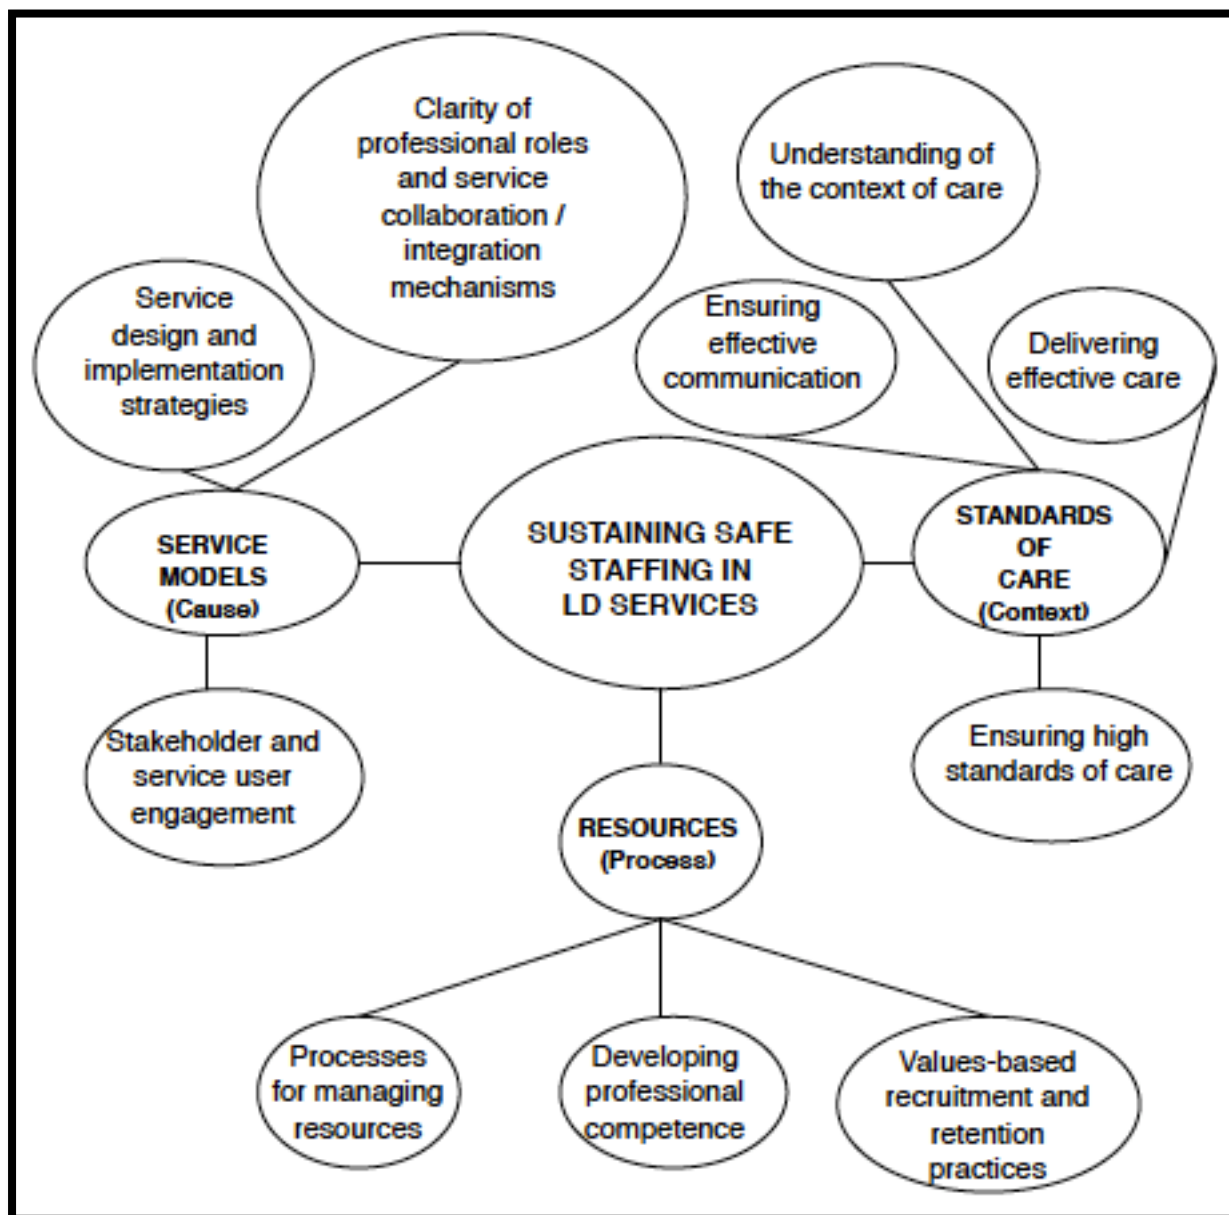 Clarity of
professional roles
and service
collaboration /
integration
mechanisms
Understanding of
the context of care
Service
design and
implementation
strategies
Ensuring
effective
communication
Delivering
effective care
SERVICE
MODELS
(Cause)
SUSTAINING SAFE
STAFFING IN
LD SERVICES
STANDARDS
OF
CARE
(Context)
Stakeholder and
service user
engagement
Ensuring high
standards of care
RESOURCES
(Process)
Processes
for managing
resources
Developing
professional
competence
Values-based
recruitment and
retention
practices